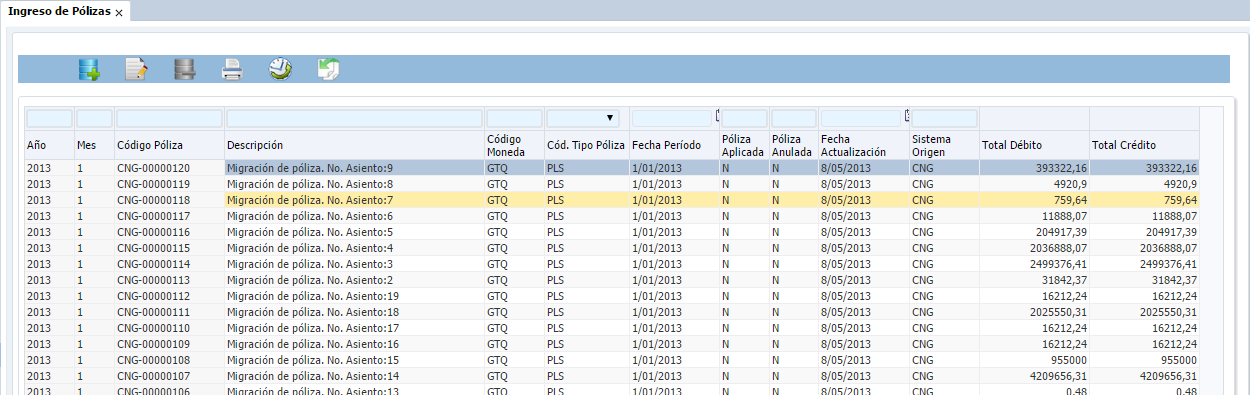 Ingreso de Pólizas x
Año Mes Código Póliza Descripción Código Moneda Cód. Tipo Póliza Fecha Período Póliza Aplicada Póliza Anulada Fecha Actualización Sistema Origen Total Débito Total Crédito
2013 1 CNG-00000120 Migración de póliza. No. Asiento:9 GTQ PLS 1/01/2013 N N 8/05/2013 CNG 393322,16 393322,16
2013 1 CNG-00000119 Migración de póliza. No. Asiento:8 GTQ PLS 1/01/2013 N N 8/05/2013 CNG 4920,9 4920,9
2013 1 CNG-00000118 Migración de póliza. No. Asiento:7 GTQ PLS 1/01/2013 N N 8/05/2013 CNG 759,64 759,64
2013 1 CNG-00000117 Migración de póliza. No. Asiento:6 GTQ PLS 1/01/2013 N N 8/05/2013 CNG 11888,07 11888,07
2013 1 CNG-00000116 Migración de póliza. No. Asiento:5 GTQ PLS 1/01/2013 N N 8/05/2013 CNG 204917,39 204917,39
2013 1 CNG-00000115 Migración de póliza. No. Asiento:4 GTQ PLS 1/01/2013 N N 8/05/2013 CNG 2036888,07 2036888,07
2013 1 CNG-00000114 Migración de póliza. No. Asiento:3 GTQ PLS 1/01/2013 N N 8/05/2013 CNG 2499376,41 2499376,41
2013 1 CNG-00000113 Migración de póliza. No. Asiento:2 GTQ PLS 1/01/2013 N N 8/05/2013 CNG 31842,37 31842,37
2013 1 CNG-00000112 Migración de póliza. No. Asiento:19 GTQ PLS 1/01/2013 N N 8/05/2013 CNG 16212,24 16212,24
2013 1 CNG-00000111 Migración de póliza. No. Asiento:18 GTQ PLS 1/01/2013 N N 8/05/2013 CNG 2025550,31 2025550,31
2013 1 CNG-00000110 Migración de póliza. No. Asiento:17 GTQ PLS 1/01/2013 N N 8/05/2013 CNG 16212,24 16212,24
2013 1 CNG-00000109 Migración de póliza. No. Asiento:16 GTQ PLS 1/01/2013 N N 8/05/2013 CNG 16212,24 16212,24
2013 1 CNG-00000108 Migración de póliza. No. Asiento:15 GTQ PLS 1/01/2013 N N 8/05/2013 CNG 955000 955000
2013 1 CNG-00000107 Migración de póliza. No. Asiento:14 GTQ PLS 1/01/2013 N N 8/05/2013 CNG 4209656,31 4209656,31
2013 1 CNG-00000106 Migración de póliza. No. Asiento:13 GTQ PLS 1/01/2013 N N 8/05/2013 CNG 0,48 0,48